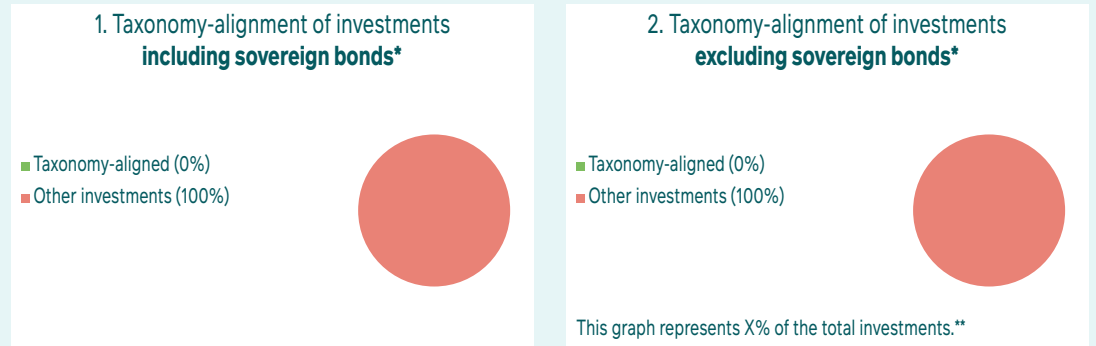 1. Taxonomy-alignment of investments
including sovereign bonds*
Taxonomy-aligned (0%)
Other investments (100%)
2. Taxonomy-alignment of investments
excluding sovereign bonds*
Taxonomy-aligned (0%)
Other investments (100%)
This graph represents X% of the total investments.**